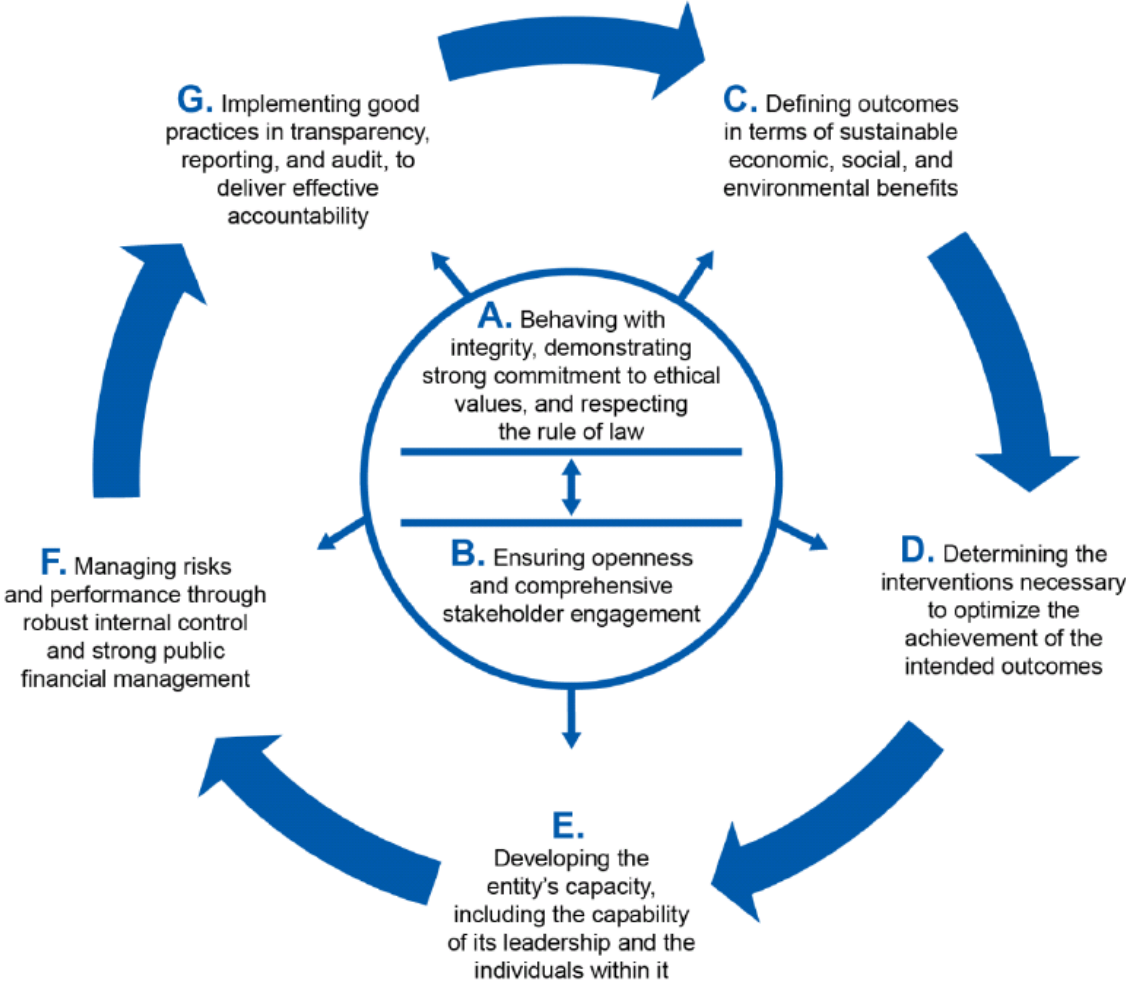 A. Behaving with
integrity, demonstrating
strong commitment to ethical
values, and respecting
the rule of law
B. Ensuring openness
and comprehensive
stakeholder engagement
C. Defining outcomes
in terms of sustainable
economic, social, and
environmental benefits
D. Determining the
interventions necessary
to optimize the
achievement of the
intended outcomes
E.
Developing the
entity's capacity,
including the capability
of its leadership and the
individuals within it
F. Managing risks
and performance through
robust internal control
and strong public
financial management
G. Implementing good
practices in transparency,
reporting, and audit, to
deliver effective
accountability